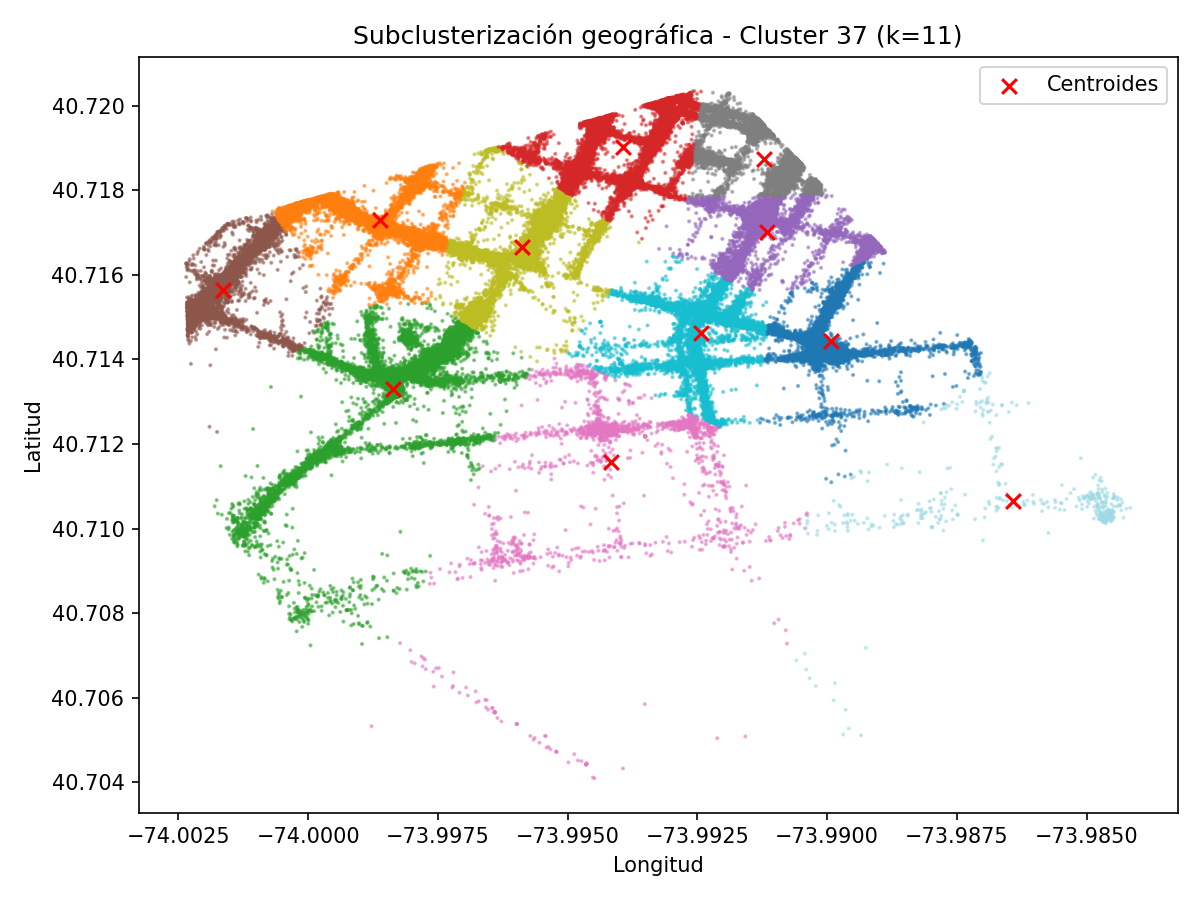 Subclusterización geográfica - Cluster 37 (k=11)
Centroides
40.720
40.718
40.716
40.714
40.712
40.710
40.708
40.706
40.704
Latitud
−74.0025 −74.0000 −73.9975 −73.9950 −73.9925 −73.9900 −73.9875 −73.9850
Longitud